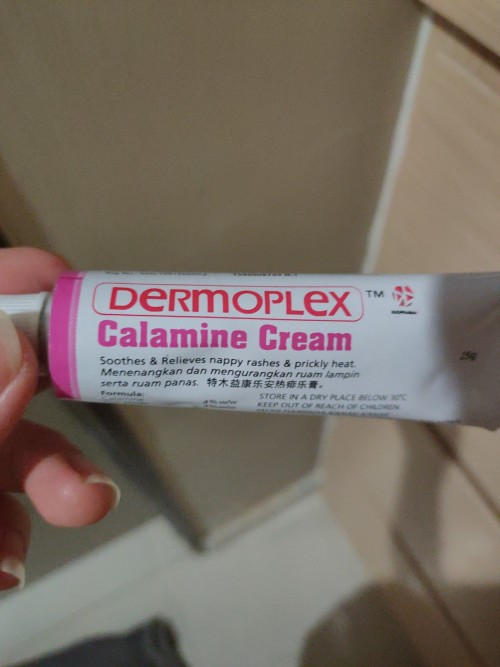 DERMOPLEX™
Calamine Cream
Soothes & Relieves nappy rashes & prickly heat.
Menenangkan dan mengurangkan ruam lampin
serta ruam panas. 特木益康乐安热痱乐膏。
Formula:
Calamine
STORE IN A DRY PLACE BELOW 30°C
KEEP OUT OF REACH OF CHILDREN
15g